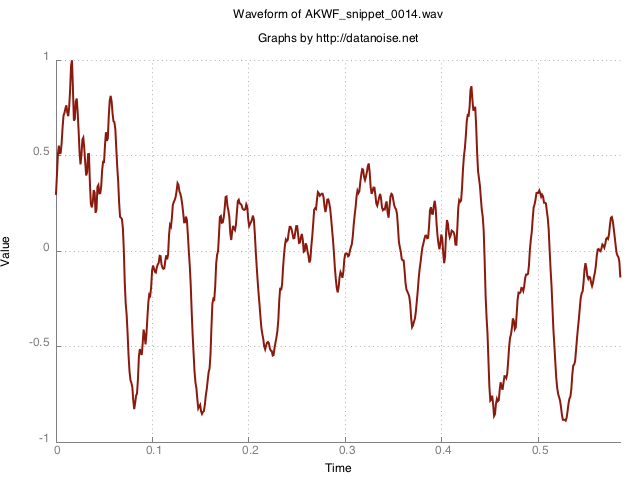 Waveform of AKWF_snippet_0014.wav
Graphs by http://datanoise.net
1
0.5
0
-0.5
-1
Value
0 0.1 0.2 0.3 0.4 0.5
Time